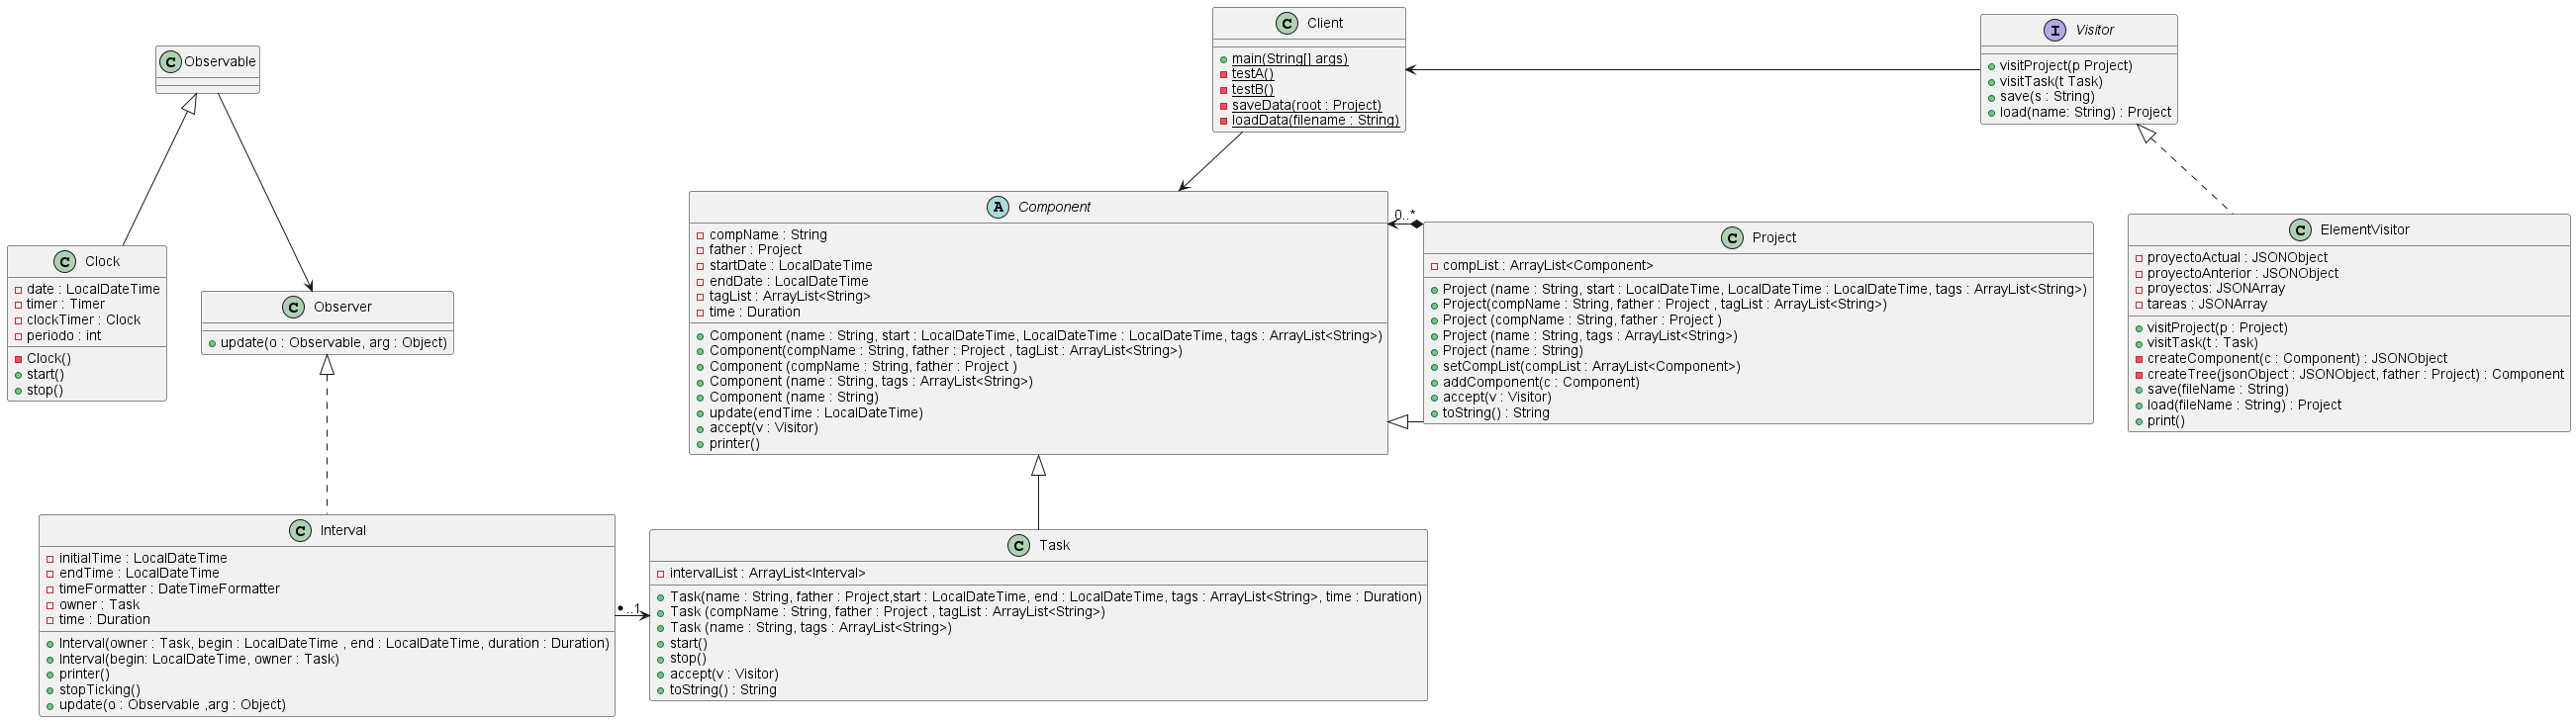 Observable
Clock
date : LocalDateTime
timer : Timer
clockTimer : Clock
periodo : int
Clock()
start()
stop()
Observer
update(o : Observable, arg : Object)
Interval
initialTime : LocalDateTime
endTime : LocalDateTime
timeFormatter : DateTimeFormatter
owner : Task
time : Duration
Interval(owner : Task, begin : LocalDateTime , end : LocalDateTime, duration : Duration)
Interval(begin: LocalDateTime, owner : Task)
printer()
stopTicking()
update(o : Observable ,arg : Object)
•..1
Client
main(String[] args)
testA()
testB()
saveData(root : Project)
loadData(filename : String)
Component
compName : String
father : Project
startDate : LocalDateTime
endDate : LocalDateTime
tagList : ArrayList<String>
time : Duration
Component (name : String, start : LocalDateTime, LocalDateTime : LocalDateTime, tags : ArrayList<String>)
Component(compName : String, father : Project , tagList : ArrayList<String>)
Component (compName : String, father : Project )
Component (name : String, tags : ArrayList<String>)
Component (name : String)
update(endTime : LocalDateTime)
accept(v : Visitor)
printer()
0..*
Project
compList : ArrayList<Component>
Project (name : String, start : LocalDateTime, LocalDateTime : LocalDateTime, tags : ArrayList<String>)
Project(compName : String, father : Project , tagList : ArrayList<String>)
Project (compName : String, father : Project )
Project (name : String, tags : ArrayList<String>)
Project (name : String)
setCompList(compList : ArrayList<Component>)
addComponent(c : Component)
accept(v : Visitor)
toString() : String
Task
intervalList : ArrayList<Interval>
Task(name : String, father : Project,start : LocalDateTime, end : LocalDateTime, tags : ArrayList<String>, time : Duration)
Task (compName : String, father : Project , tagList : ArrayList<String>)
Task (name : String, tags : ArrayList<String>)
start()
stop()
accept(v : Visitor)
toString() : String
Visitor
visitProject(p Project)
visitTask(t Task)
save(s : String)
load(name: String) : Project
ElementVisitor
proyectoActual : JSONObject
proyectoAnterior : JSONObject
proyectos: JSONArray
tareas : JSONArray
visitProject(p : Project)
visitTask(t : Task)
createComponent(c : Component) : JSONObject
createTree(jsonObject : JSONObject, father : Project) : Component
save(fileName : String)
load(fileName : String) : Project
print()